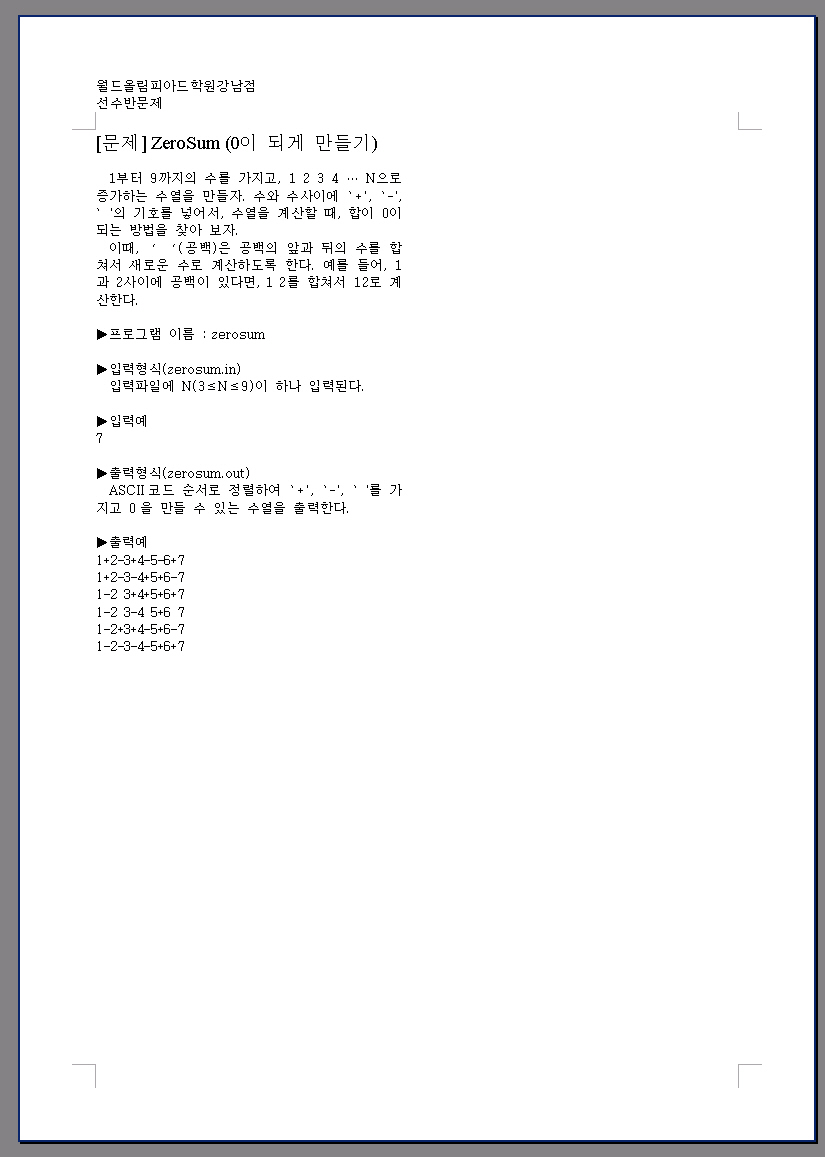 월드올림피아드학원강남점
선수반문제
[문제] ZeroSum (0이 되게 만들기)
1부터 9까지의 수를 가지고, 1 2 3 4 … N으로
증가하는 수열을 만들자. 수와 수사이에 `+', `-',
` '의 기호를 넣어서, 수열을 계산할 때, 합이 0이
되는 방법을 찾아 보자.
이때, ‘ ‘(공백)은 공백의 앞과 뒤의 수를 합
쳐서 새로운 수로 계산하도록 한다. 예를 들어, 1
과 2사이에 공백이 있다면, 1 2를 합쳐서 12로 계
산한다.
▶프로그램 이름 : zerosum
▶입력형식(zerosum.in)
입력파일에 N(3≤N≤9)이 하나 입력된다.
▶입력예
7
▶출력형식(zerosum.out)
ASCII코드 순서로 정렬하여 `+', `-', ` '를 가
지고 0을 만들 수 있는 수열을 출력한다.
▶출력예
1+2-3+4-5-6+7
1+2-3-4+5+6-7
1-2 3+4+5+6+7
1-2 3-4 5+6 7
1-2+3+4-5+6-7
1-2-3-4-5+6+7